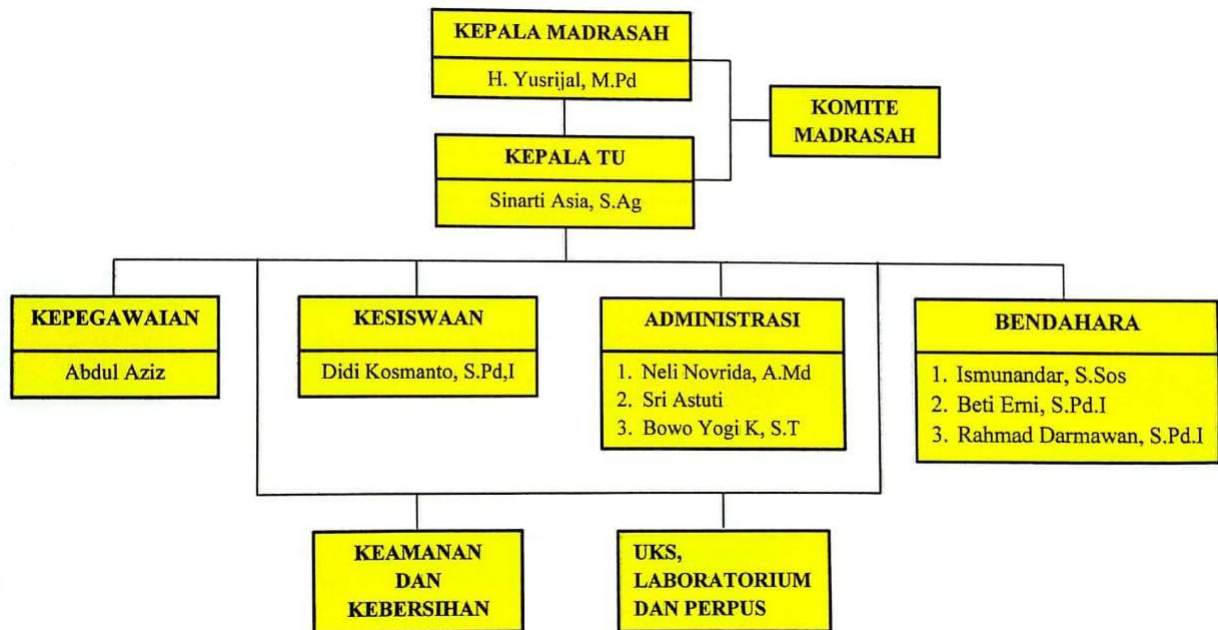 KEPALA MADRASAH
H. Yusrijal, M.Pd
KOMITE
MADRASAH
KEPALA TU
Sinarti Asia, S.Ag
KEPEGAWAIAN
Abdul Aziz
KESISWAAN
Didi Kosmanto, S.Pd,I
ADMINISTRASI
1. Neli Novrida, A.Md
2. Sri Astuti
3. Bowo Yogi K, S.T
BENDAHARA
1. Ismunandar, S.Sos
2. Beti Erni, S.Pd.I
3. Rahmad Darmawan, S.Pd.I
KEAMANAN
DAN
KEBERSIHAN
UKS,
LABORATORIUM
DAN PERPUS